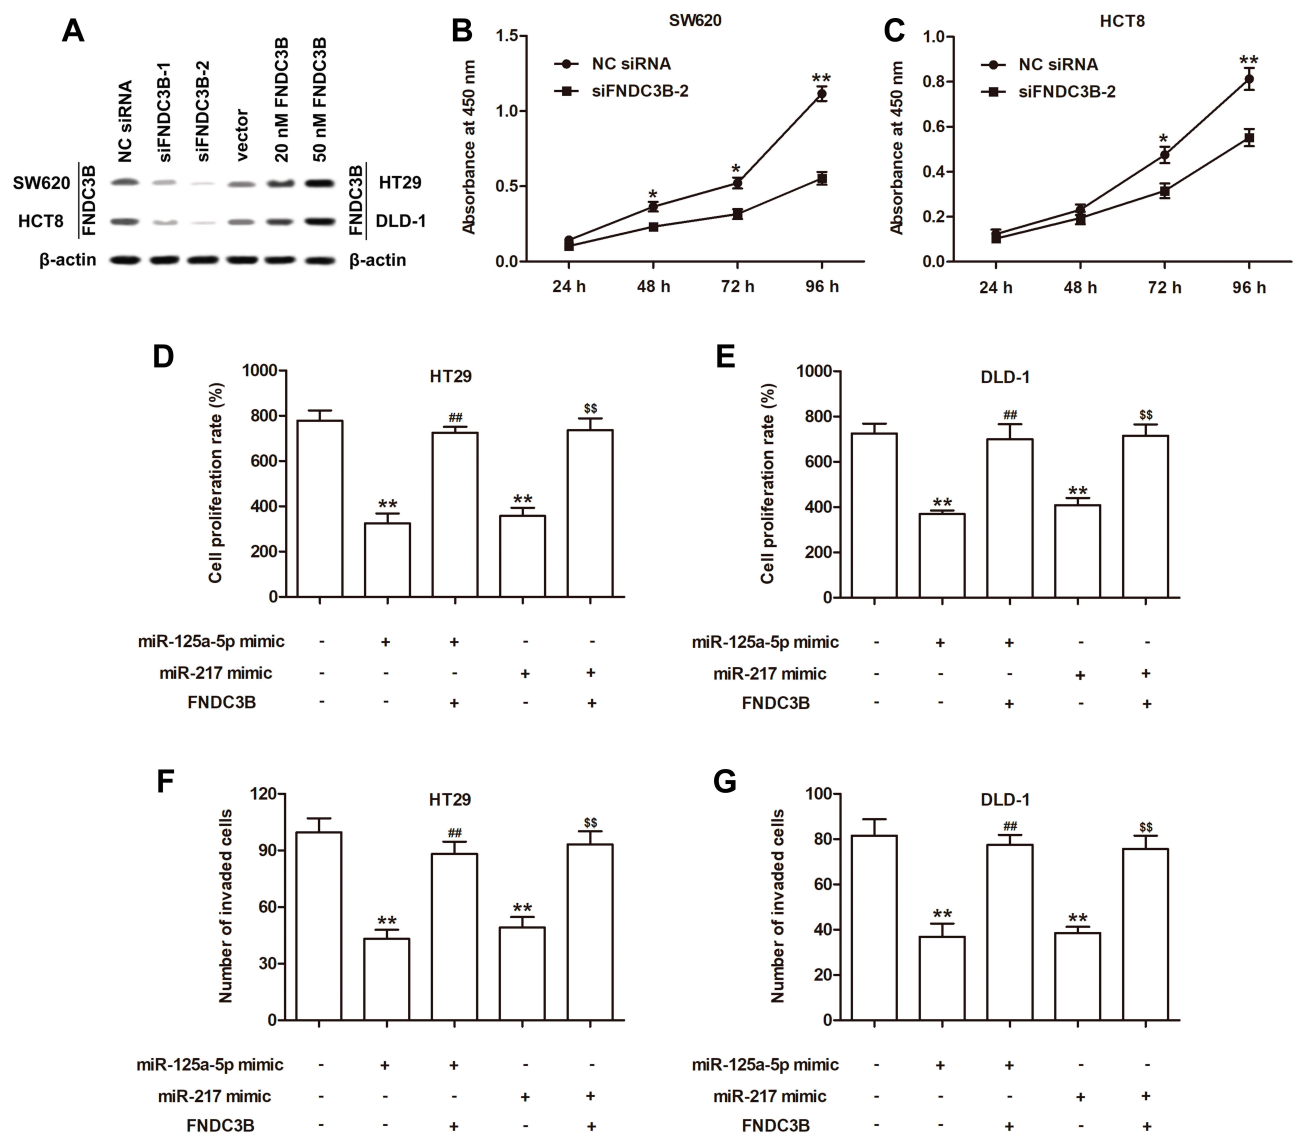 A
NC siRNA
siFNDC3B-1
siFNDC3B-2
vector
20 nM FNDC3B
50 nM FNDC3B
SW620
HCT8
FNDC3B
FNDC3B
HT29
DLD-1
β-actin
β-actin
B
SW620
Absorbance at 450 nm
1.5
1.0
0.5
0.0
NC siRNA
siFNDC3B-2
*
*
**
24 h
48 h
72 h
96 h
C
HCT8
Absorbance at 450 nm
1.0
0.8
0.6
0.4
0.2
0.0
NC siRNA
siFNDC3B-2
*
**
24 h
48 h
72 h
96 h
D
HT29
Cell proliferation rate (%)
1000
800
600
400
200
0
**
##
**
$$
miR-125a-5p mimic - + + - -
miR-217 mimic - - - + +
FNDC3B - - + - +
E
DLD-1
Cell proliferation rate (%)
1000
800
600
400
200
0
**
##
**
$$
miR-125a-5p mimic - + + - -
miR-217 mimic - - - + +
FNDC3B - - + - +
F
HT29
Number of invaded cells
120
90
60
30
0
**
##
**
$$
miR-125a-5p mimic - + + - -
miR-217 mimic - - - + +
FNDC3B - - + - +
G
DLD-1
Number of invaded cells
100
80
60
40
20
0
**
##
**
$$
miR-125a-5p mimic - + + - -
miR-217 mimic - - - + +
FNDC3B - - + - +